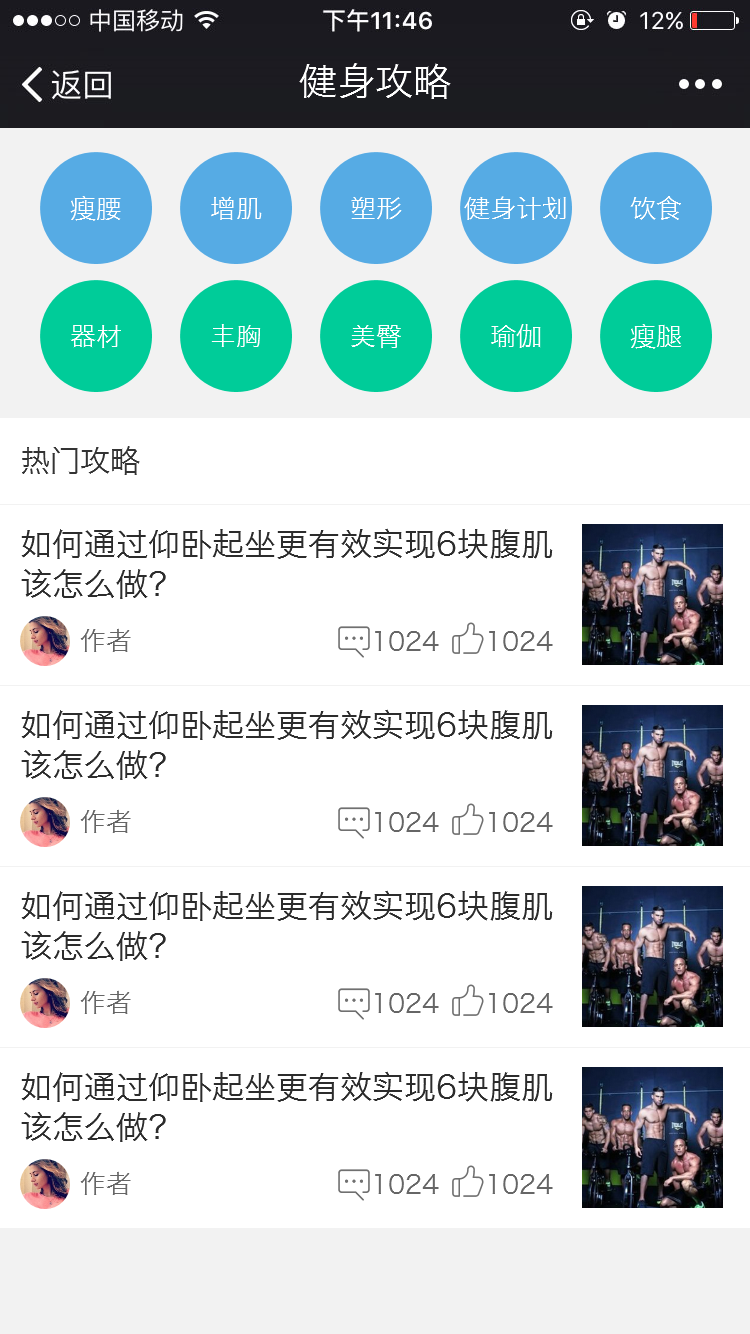 中国移动 下午11:46 12%
返回 健身攻略
瘦腰 增肌 塑形 健身计划 饮食
器材 丰胸 美臀 瑜伽 瘦腿
热门攻略
如何通过仰卧起坐更有效实现6块腹肌
该怎么做?
作者 1024 1024
EVERLAST
如何通过仰卧起坐更有效实现6块腹肌
该怎么做?
作者 1024 1024
EVERLAST
如何通过仰卧起坐更有效实现6块腹肌
该怎么做?
作者 1024 1024
EVERLAST
如何通过仰卧起坐更有效实现6块腹肌
该怎么做?
作者 1024 1024
EVERLAST